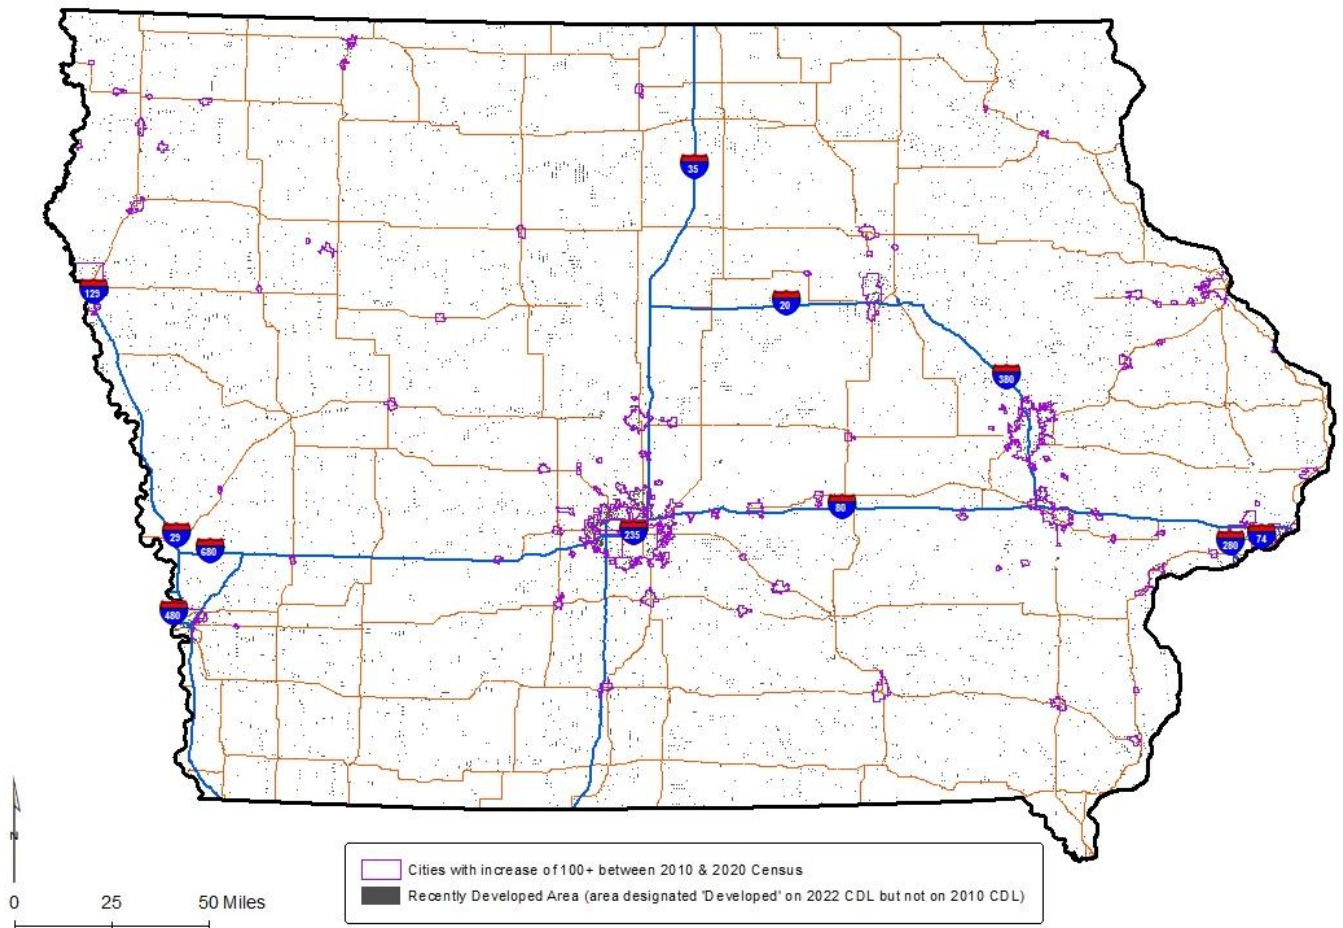 35
129
20
380
80
29
235
680
280
74
480
N
0 25 50 Miles
Cities with increase of 100+ between 2010 & 2020 Census
Recently Developed Area (area designated 'Developed' on 2022 CDL but not on 2010 CDL)